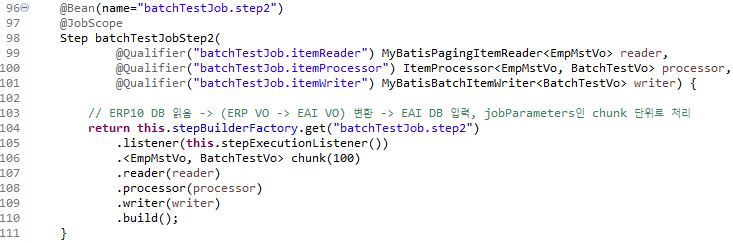 96 @Bean(name="batchTestJob.step2")
97 @JobScope
98 Step batchTestJobStep2(
99 @Qualifier("batchTestJob.itemReader") MyBatisPagingItemReader<EmpMstVo> reader,
100 @Qualifier("batchTestJob.itemProcessor") ItemProcessor<EmpMstVo, BatchTestVo> processor,
101 @Qualifier("batchTestJob.itemWriter") MyBatisBatchItemWriter<BatchTestVo> writer) {
102
103 // ERP10 DB 읽음 -> (ERP VO -> EAI VO) 변환 -> EAI DB 입력, jobParameters인 chunk 단위로 처리
104 return this.stepBuilderFactory.get("batchTestJob.step2")
105 .listener(this.stepExecutionListener())
106 .<EmpMstVo, BatchTestVo> chunk(100)
107 .reader(reader)
108 .processor(processor)
109 .writer(writer)
110 .build();
111 }